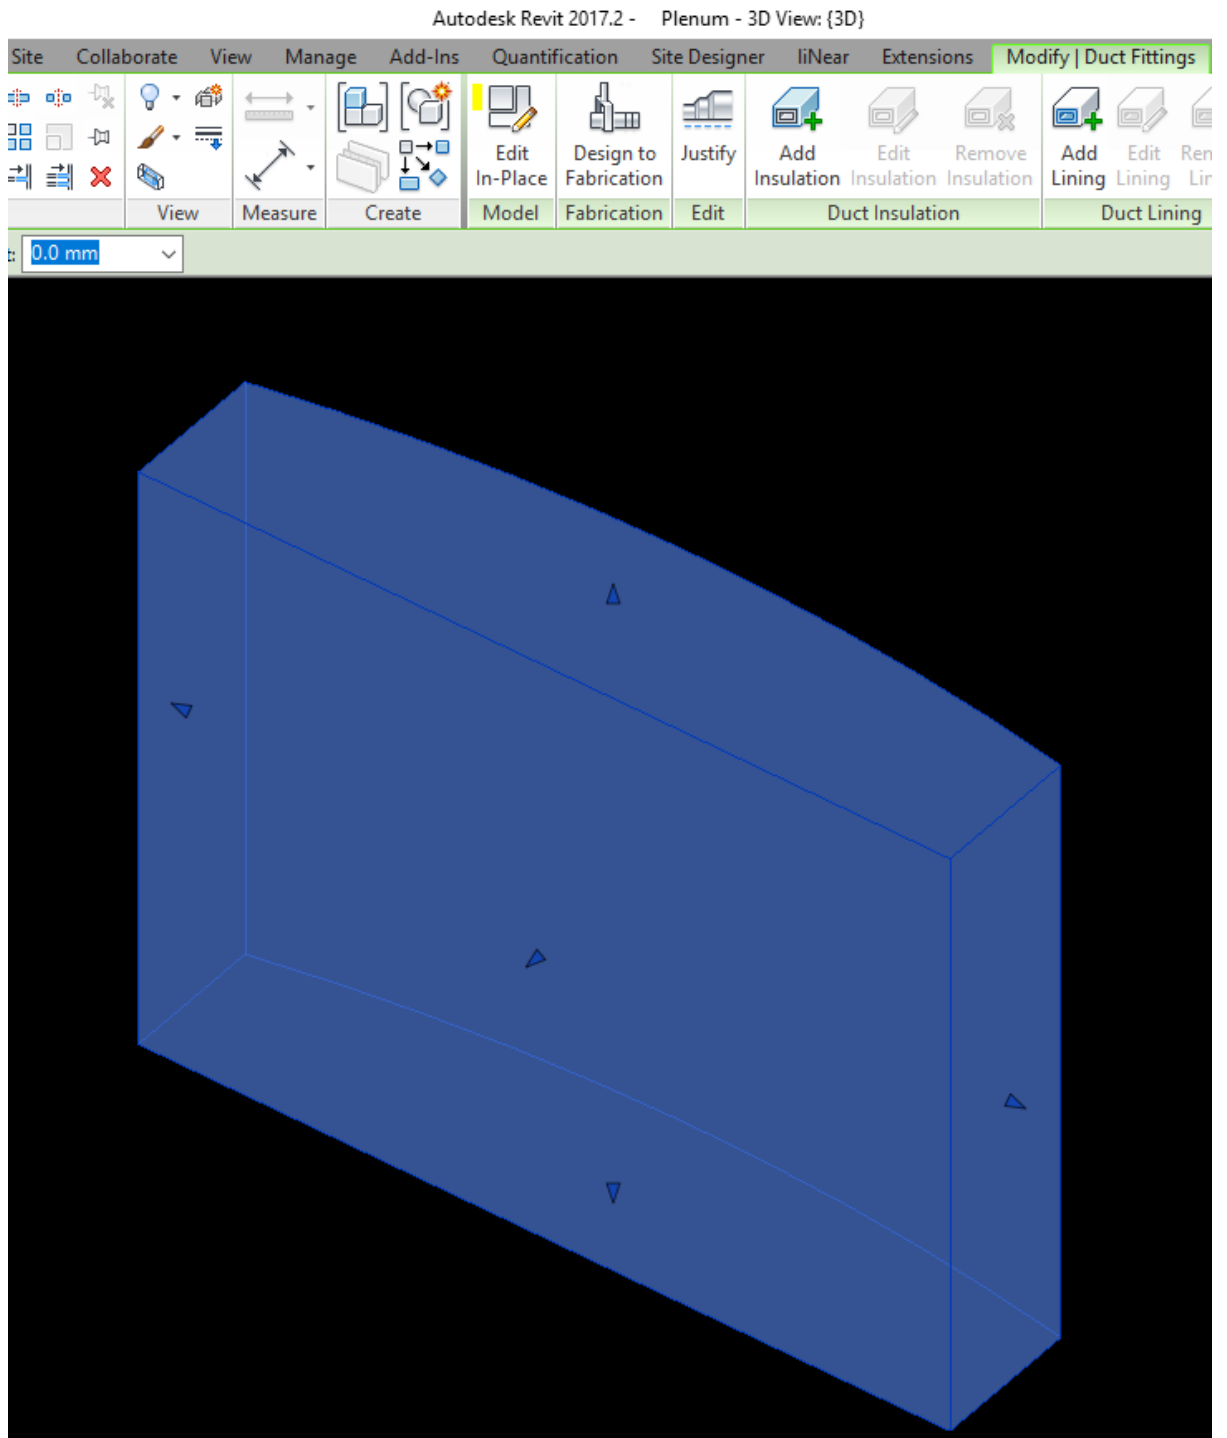 Autodesk Revit 2017.2 - Plenum - 3D View: {3D}
Site Collaborate View Manage Add-Ins Quantification Site Designer liNear Extensions Modify | Duct Fittings
Edit In-Place
Design to Fabrication
Justify
Add Insulation
Edit Insulation
Remove Insulation
Add Lining
Edit Lining
View Measure Create Model Fabrication Edit Duct Insulation Duct Lining
0.0 mm